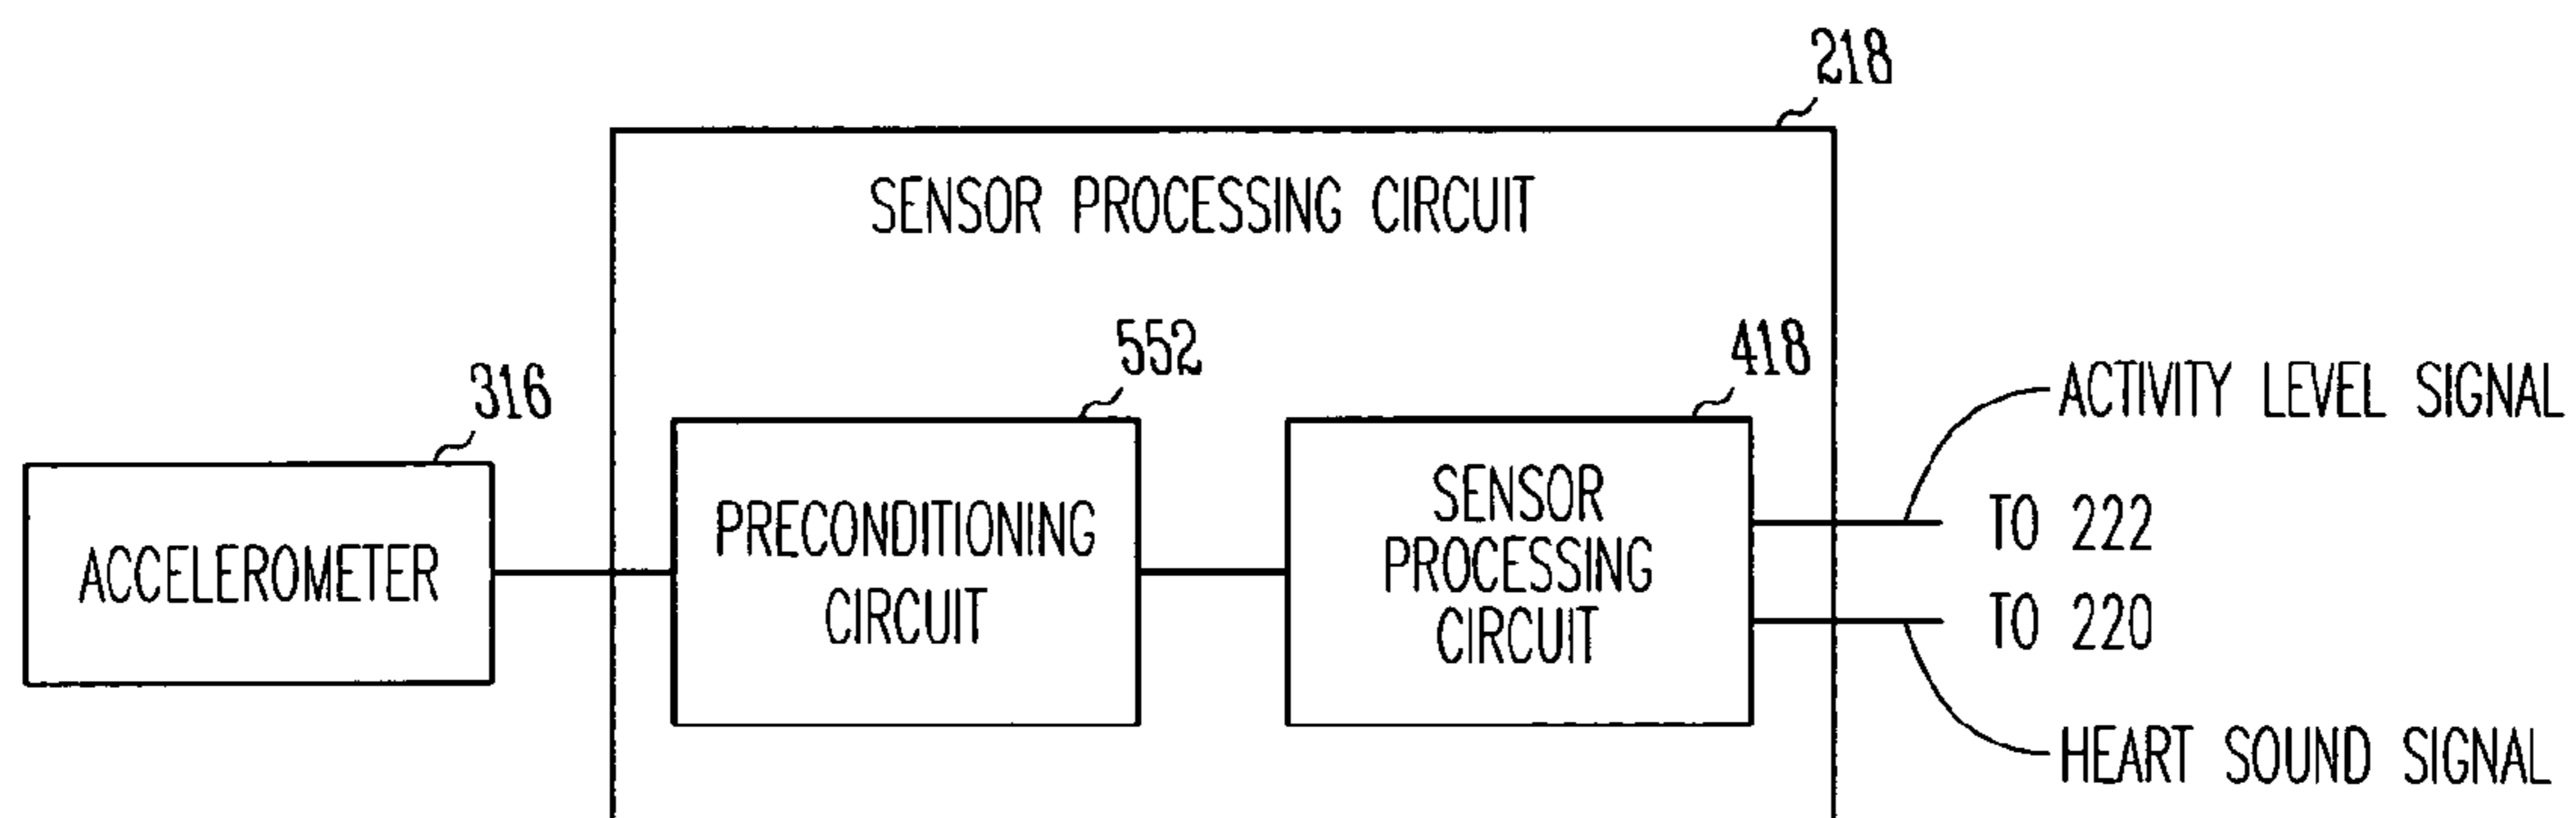 218
SENSOR PROCESSING CIRCUIT
316
552
418
ACCELEROMETER
PRECONDITIONING
CIRCUIT
SENSOR
PROCESSING
CIRCUIT
ACTIVITY LEVEL SIGNAL
TO 222
TO 220
HEART SOUND SIGNAL